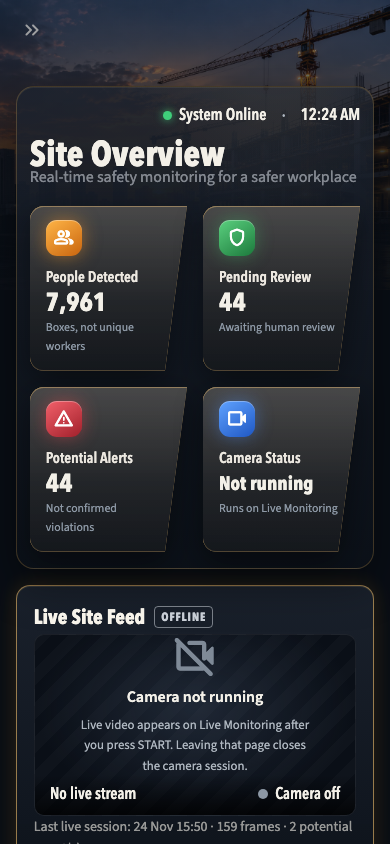 System Online · 12:24 AM
Site Overview
Real-time safety monitoring for a safer workplace
People Detected
7,961
Boxes, not unique
workers
Pending Review
44
Awaiting human review
Potential Alerts
44
Not confirmed
violations
Camera Status
Not running
Runs on Live Monitoring
Live Site Feed OFFLINE
Camera not running
Live video appears on Live Monitoring after
you press START. Leaving that page closes
the camera session.
No live stream Camera off
Last live session: 24 Nov 15:50 · 159 frames · 2 potential